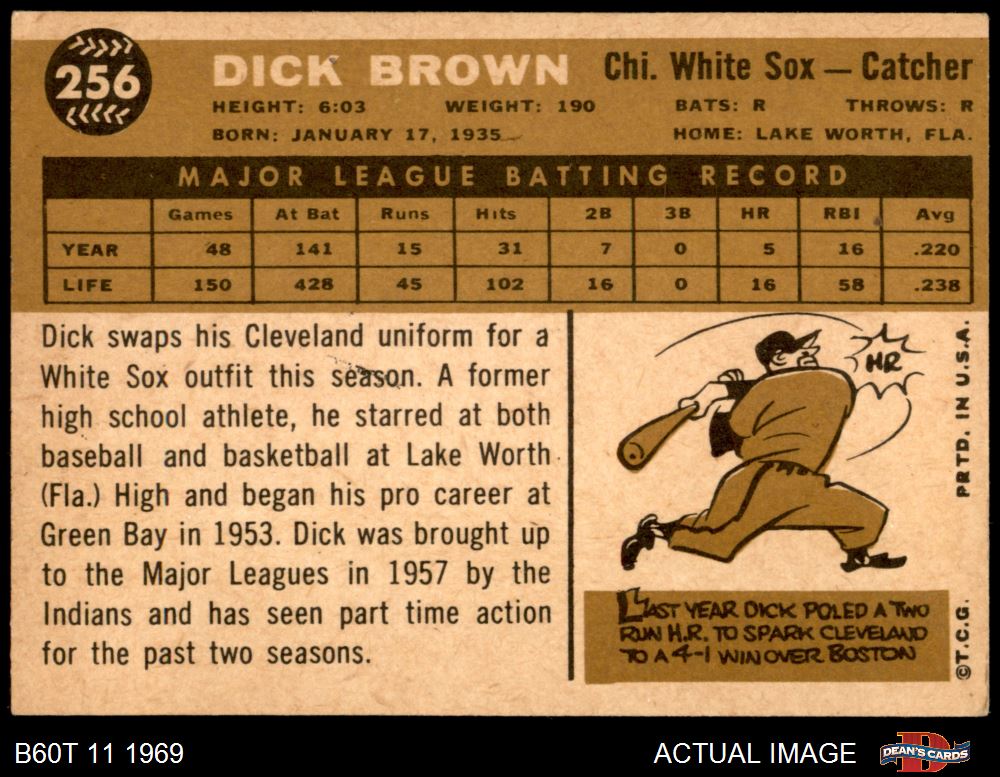 256
DICK BROWN Chi. White Sox — Catcher
HEIGHT: 6:03 WEIGHT: 190 BATS: R THROWS: R
BORN: JANUARY 17, 1935 HOME: LAKE WORTH, FLA.
MAJOR LEAGUE BATTING RECORD
Games At Bat Runs Hits 2B 3B HR RBI Avg
YEAR 48 141 15 31 7 0 5 16 .220
LIFE 150 428 45 102 16 0 16 58 .238
Dick swaps his Cleveland uniform for a
White Sox outfit this season. A former
high school athlete, he starred at both
baseball and basketball at Lake Worth
(Fla.) High and began his pro career at
Green Bay in 1953. Dick was brought up
to the Major Leagues in 1957 by the
Indians and has seen part time action
for the past two seasons.
HR
LAST YEAR DICK POLED A TWO
RUN H.R. TO SPARK CLEVELAND
TO A 4-1 WIN OVER BOSTON
©T.C.G. PRTD. IN U.S.A.
B60T 11 1969 ACTUAL IMAGE DEAN'S CARDS